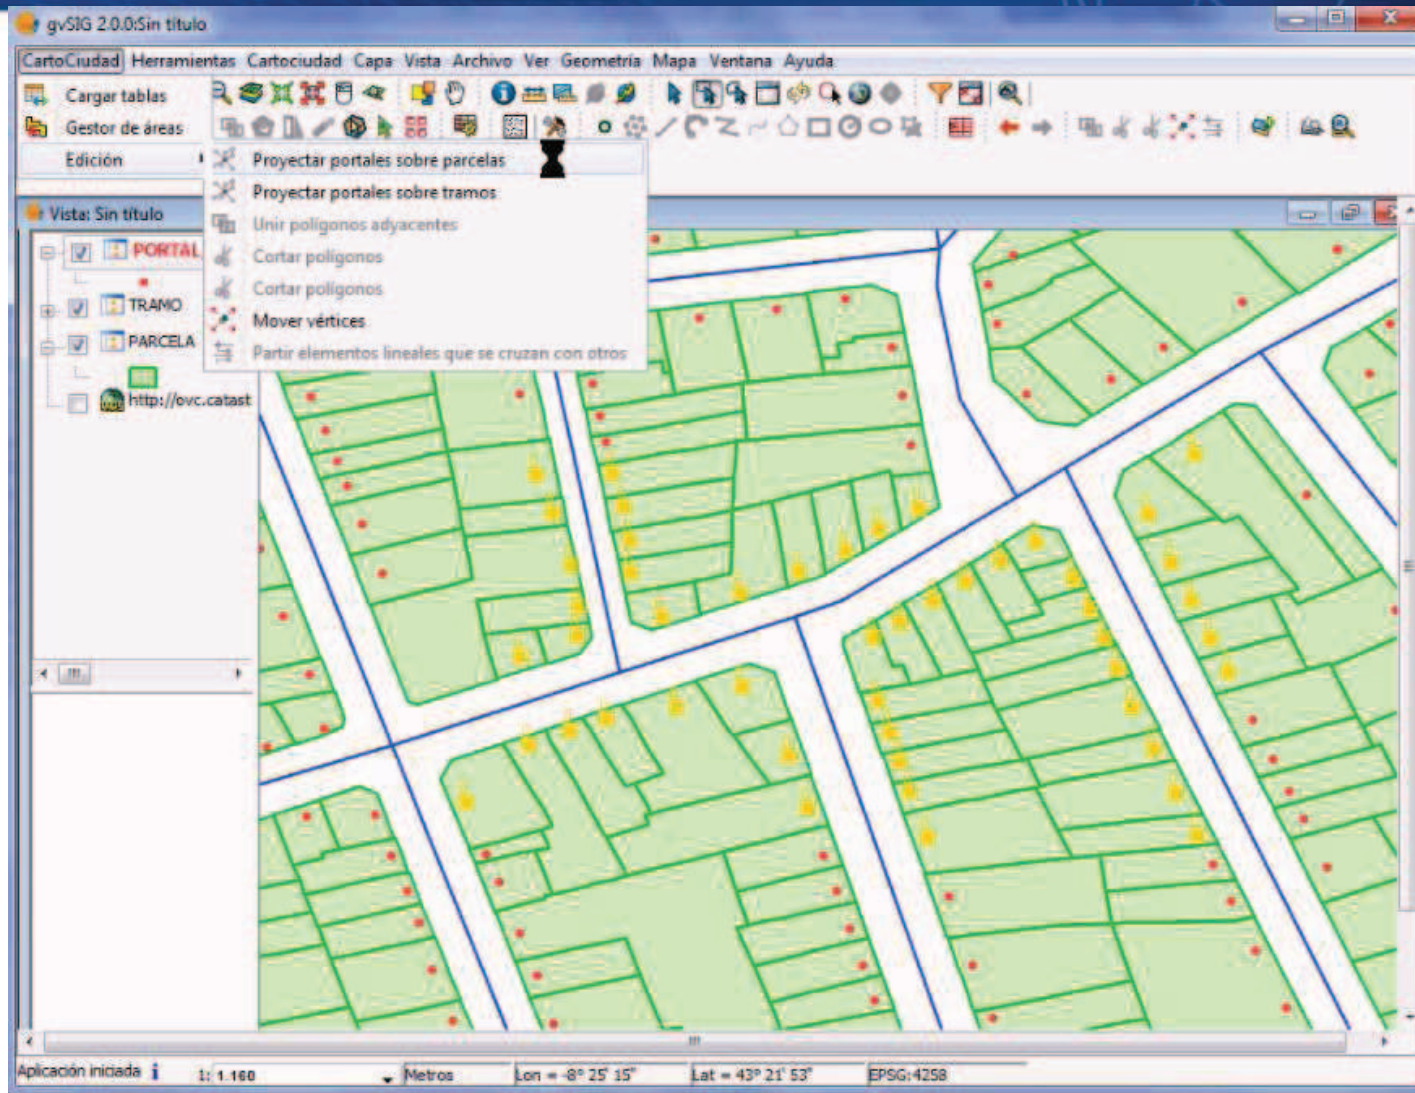 gvSIG 2.0.0:Sin título
CartoCiudad Herramientas Cartociudad Capa Vista Archivo Ver Geometría Mapa Ventana Ayuda
Cargar tablas
Gestor de áreas
Edición
Proyectar portales sobre parcelas
Proyectar portales sobre tramos
Unir polígonos adyacentes
Cortar polígonos
Cortar polígonos
Mover vértices
Partir elementos lineales que se cruzan con otros
Vista: Sin título
PORTAL
TRAMO
PARCELA
http://ovc.catast
Aplicación iniciada 1: 1.160 Metros Lon = -8º 25' 15" Lat = 43º 21' 53" EPSG:4258